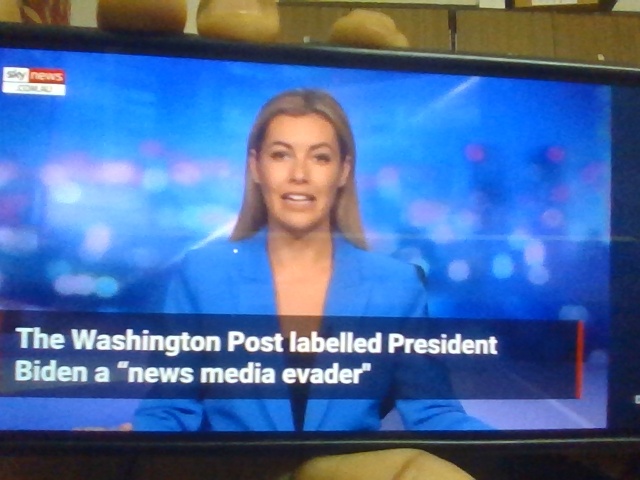 sky news
.COM.AU
The Washington Post labelled President
Biden a “news media evader"